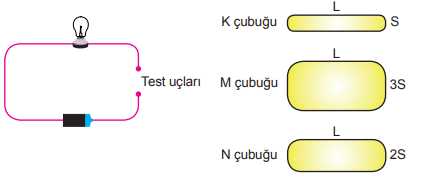 L
K çubuğu
S
Test uçları
L
M çubuğu
3S
L
N çubuğu
2S